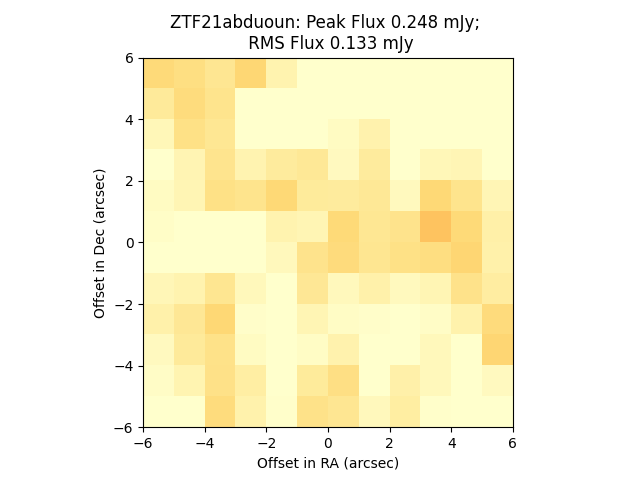 ZTF21abduoun: Peak Flux 0.248 mJy;
RMS Flux 0.133 mJy
6
4
2
0
−2
−4
−6
Offset in Dec (arcsec)
−6 −4 −2 0 2 4 6
Offset in RA (arcsec)